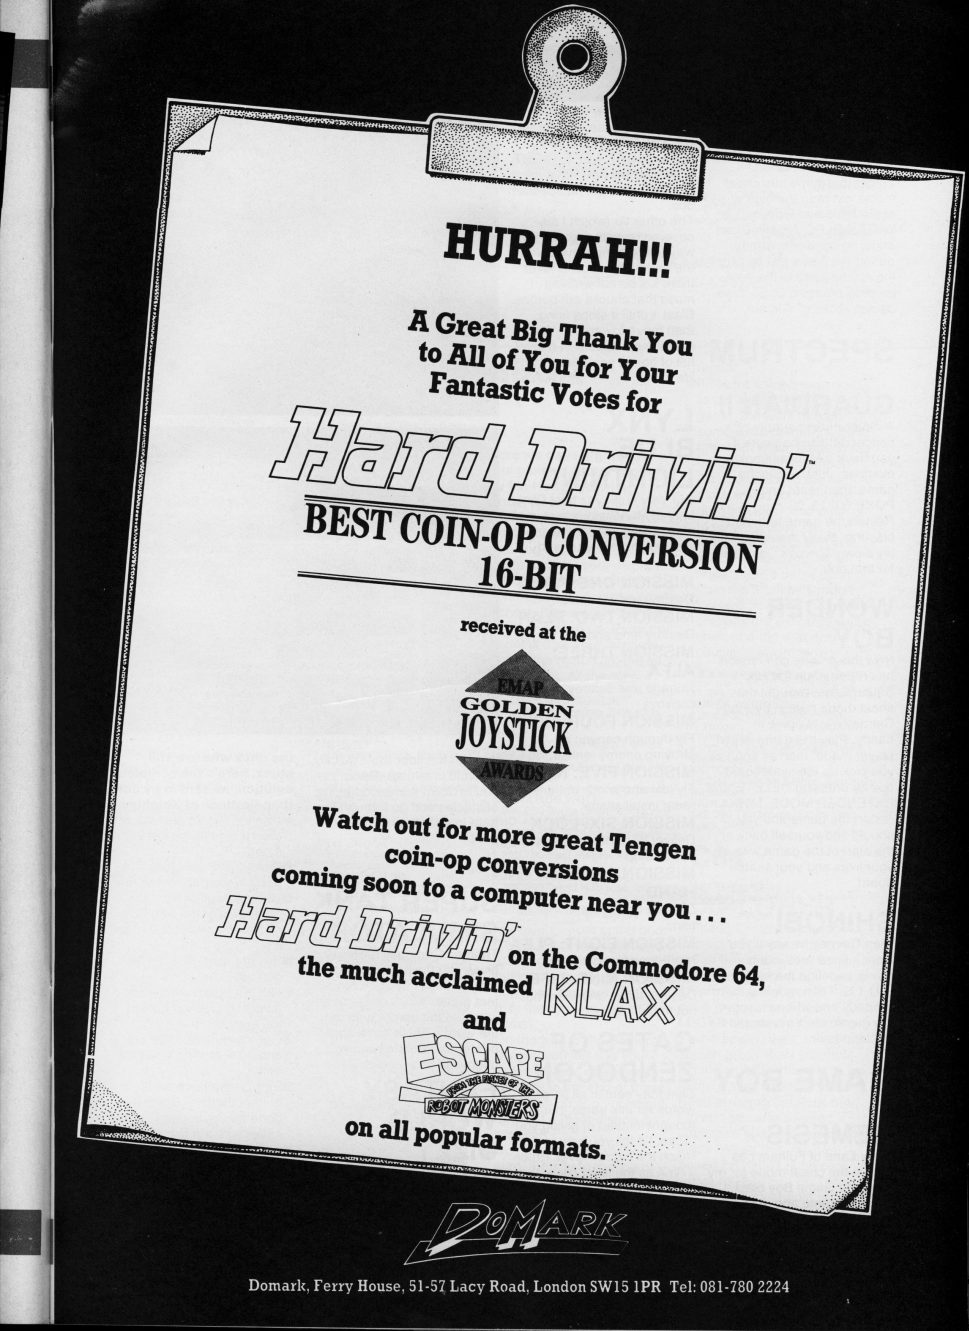 HURRAH!!!
A Great Big Thank You
to All of You for Your
Fantastic Votes for
Hard Drivin'™
BEST COIN-OP CONVERSION
16-BIT
received at the
EMAP
GOLDEN
JOYSTICK
AWARDS
Watch out for more great Tengen
coin-op conversions
coming soon to a computer near you . . .
Hard Drivin'™ on the Commodore 64,
the much acclaimed KLAX™
and
ESCAPE
FROM THE PLANET OF THE
ROBOT MONSTERS
on all popular formats.
DOMARK
Domark, Ferry House, 51-57 Lacy Road, London SW15 1PR Tel: 081-780 2224